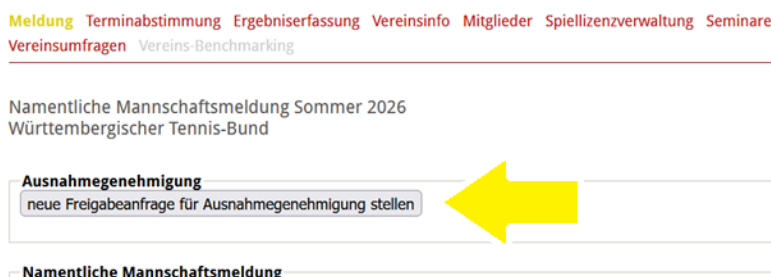 Meldung Terminabstimmung Ergebniserfassung Vereinsinfo Mitglieder Spiellizenzverwaltung Seminare
Vereinsumfragen Vereins-Benchmarking
Namentliche Mannschaftsmeldung Sommer 2026
Württembergischer Tennis-Bund
Ausnahmegenehmigung
neue Freigabeanfrage für Ausnahmegenehmigung stellen
Namentliche Mannschaftsmeldung